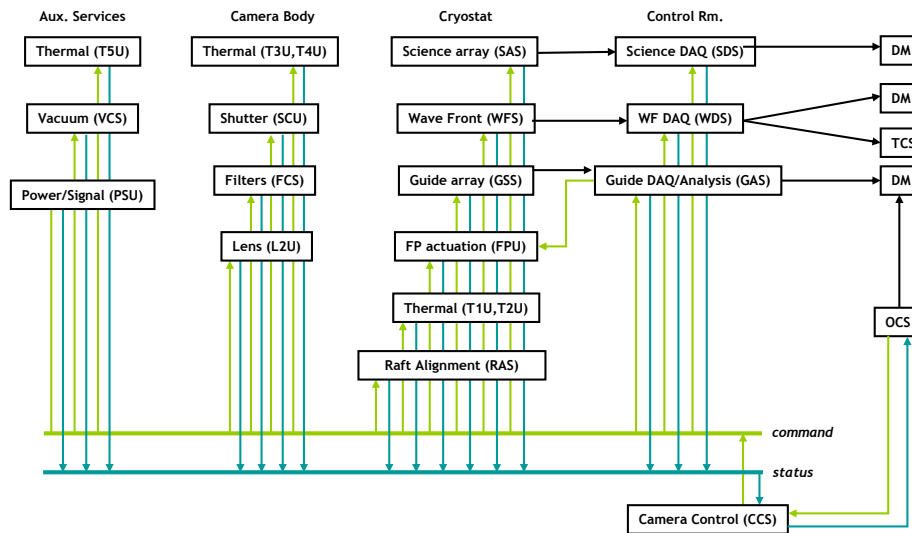 Aux. Services
Camera Body
Cryostat
Control Rm.
Thermal (T5U)
Thermal (T3U,T4U)
Science array (SAS)
Science DAQ (SDS)
DM
Vacuum (VCS)
Shutter (SCU)
Wave Front (WFS)
WF DAQ (WDS)
DM
TCS
Power/Signal (PSU)
Filters (FCS)
Guide array (GSS)
Guide DAQ/Analysis (GAS)
DM
Lens (L2U)
FP actuation (FPU)
Thermal (T1U,T2U)
OCS
Raft Alignment (RAS)
command
status
Camera Control (CCS)